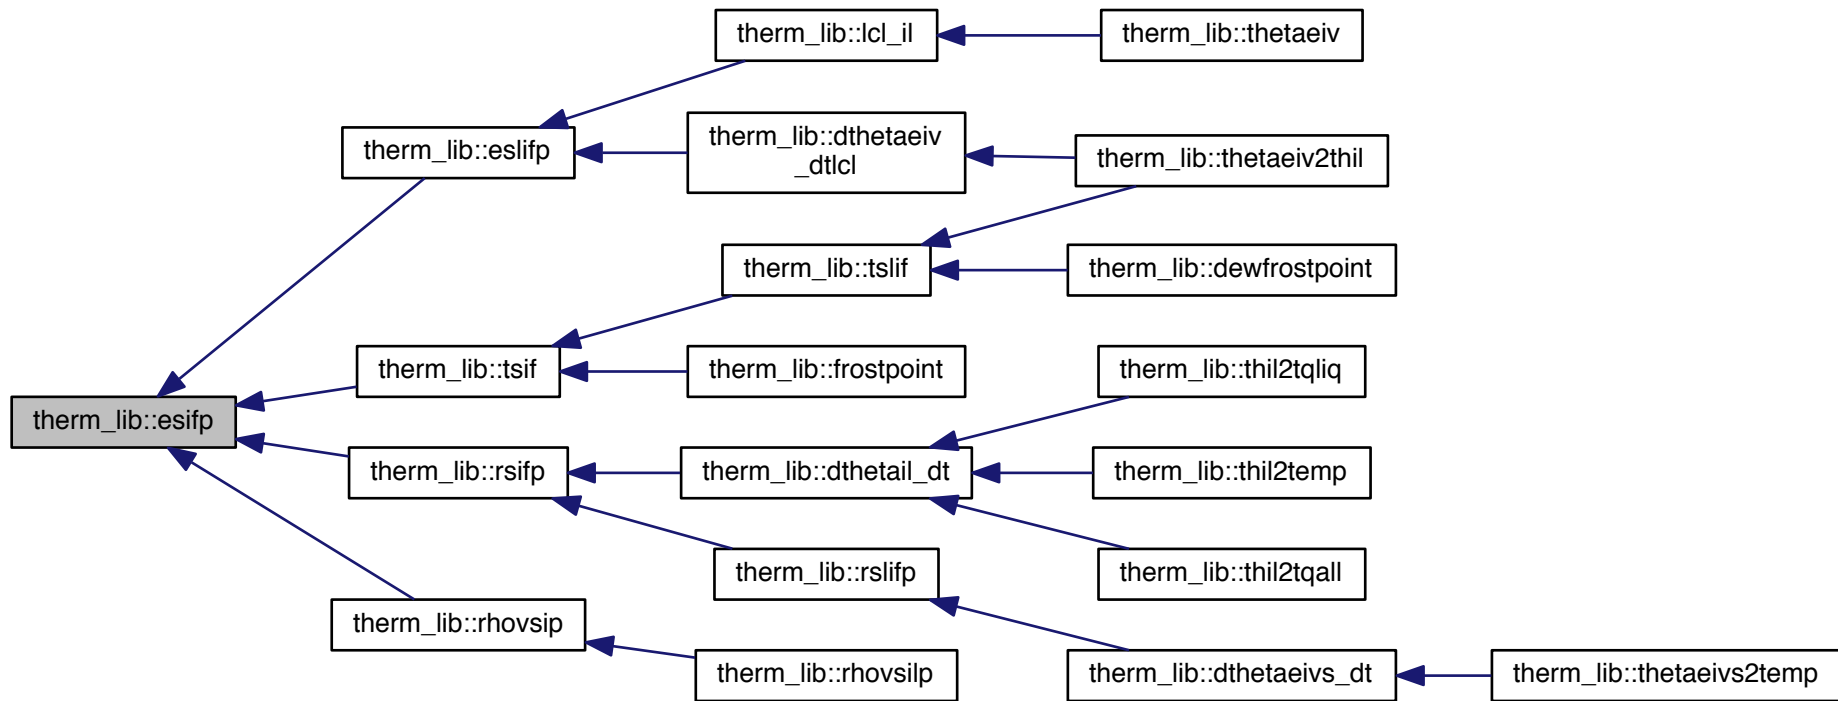 therm_lib::lcl_il
therm_lib::thetaeiv
therm_lib::eslifp
therm_lib::dthetaeiv
_dtlcl
therm_lib::thetaeiv2thil
therm_lib::tslif
therm_lib::dewfrostpoint
therm_lib::tsif
therm_lib::frostpoint
therm_lib::thil2tqliq
therm_lib::esifp
therm_lib::rsifp
therm_lib::dthetail_dt
therm_lib::thil2temp
therm_lib::rslifp
therm_lib::thil2tqall
therm_lib::rhovsip
therm_lib::rhovsilp
therm_lib::dthetaeivs_dt
therm_lib::thetaeivs2temp